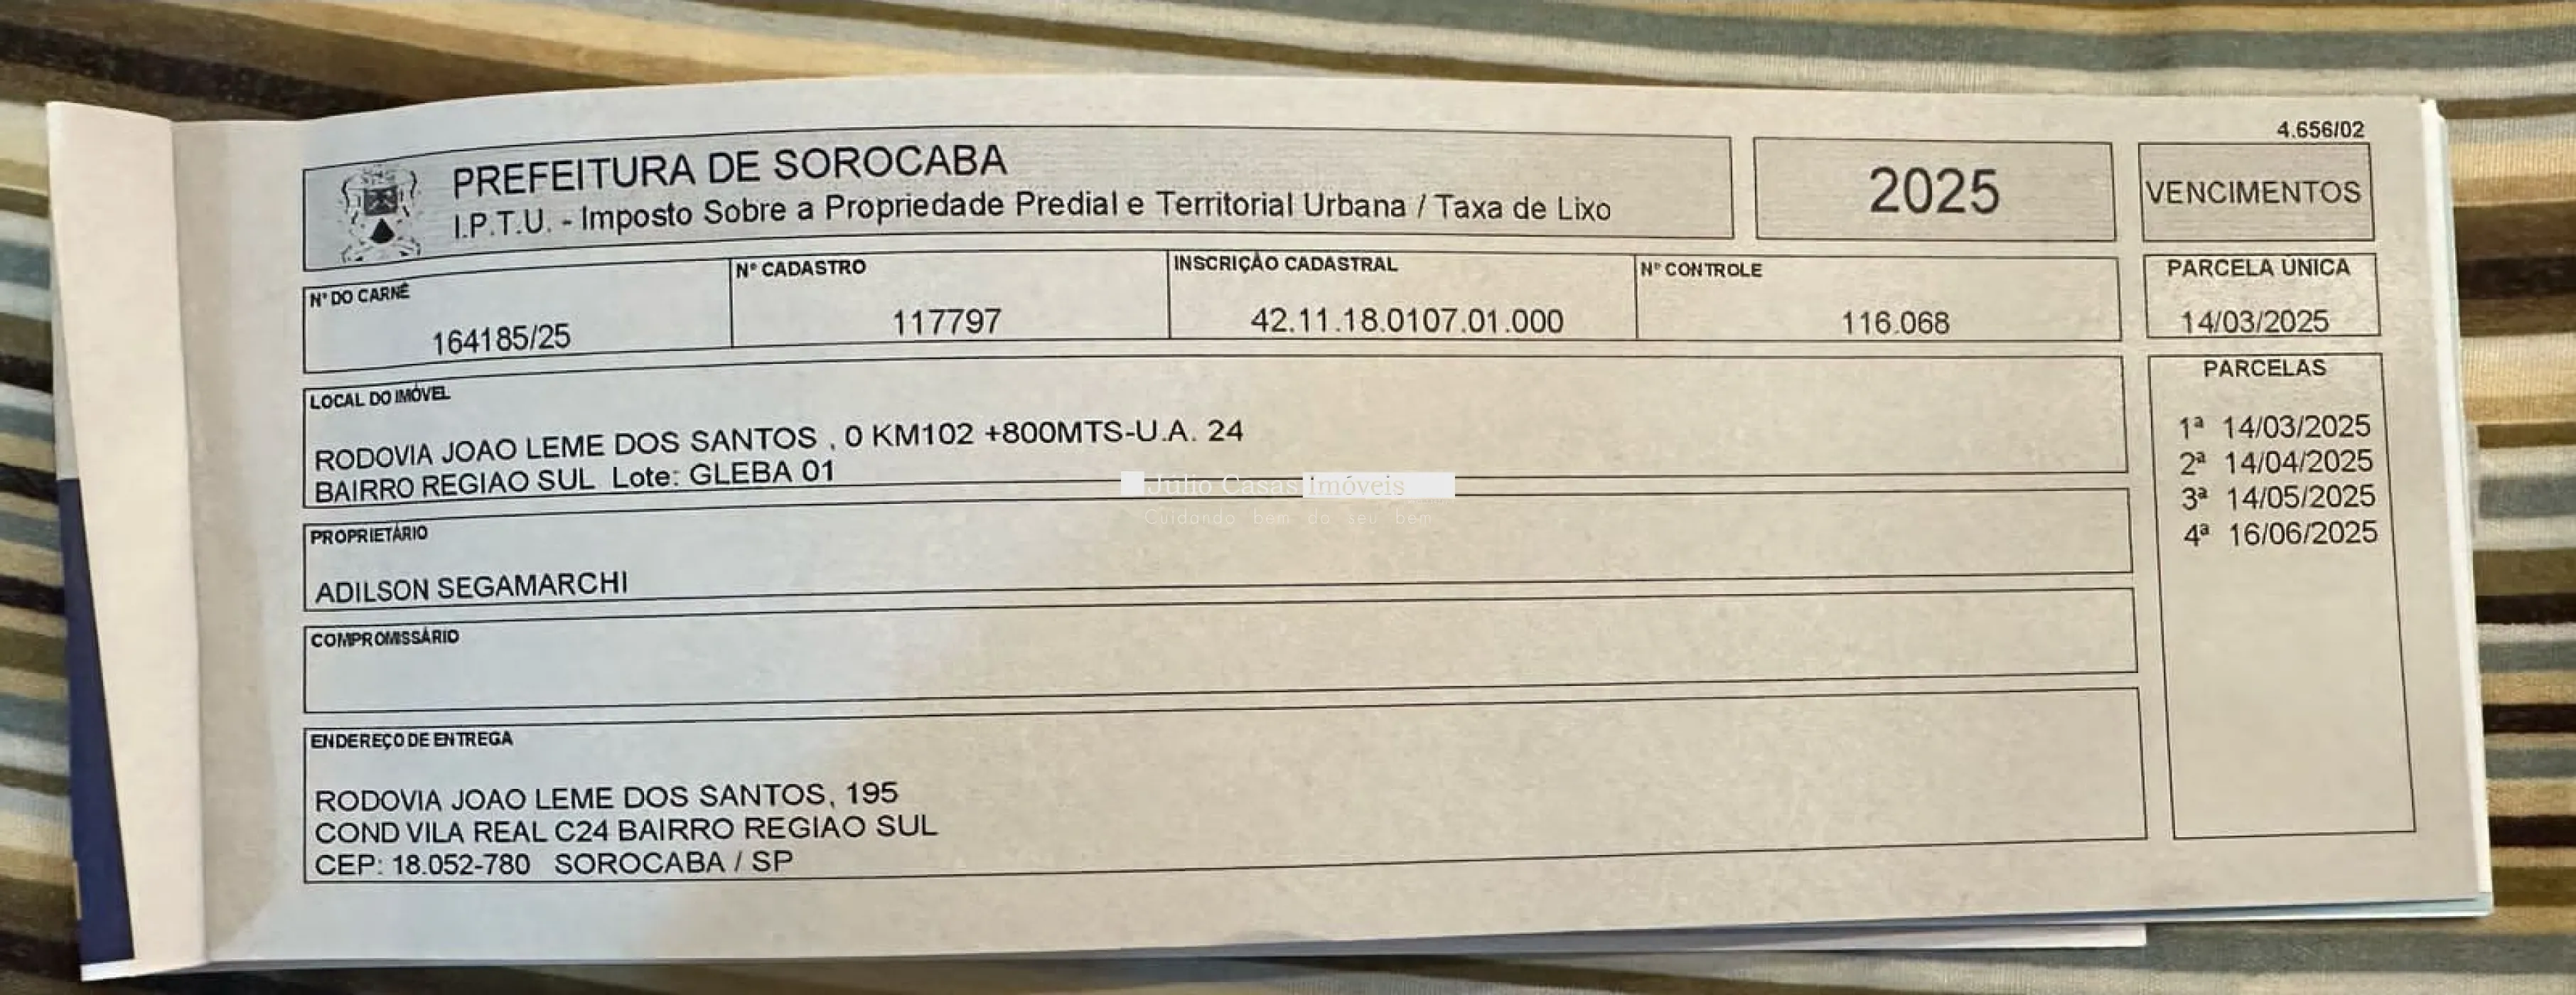 4.656/02
PREFEITURA DE SOROCABA
I.P.T.U. - Imposto Sobre a Propriedade Predial e Territorial Urbana / Taxa de Lixo
2025
VENCIMENTOS
Nº DO CARNÊ
164185/25
Nº CADASTRO
117797
INSCRIÇÃO CADASTRAL
42.11.18.0107.01.000
Nº CONTROLE
116.068
PARCELA ÚNICA
14/03/2025
LOCAL DO IMÓVEL
RODOVIA JOAO LEME DOS SANTOS , 0 KM102 +800MTS-U.A. 24
BAIRRO REGIAO SUL Lote: GLEBA 01
PARCELAS
1ª 14/03/2025
2ª 14/04/2025
3ª 14/05/2025
4ª 16/06/2025
Júlio Casas Imóveis
Cuidando bem do seu bem
PROPRIETÁRIO
ADILSON SEGAMARCHI
COMPROMISSÁRIO
ENDEREÇO DE ENTREGA
RODOVIA JOAO LEME DOS SANTOS, 195
COND VILA REAL C24 BAIRRO REGIAO SUL
CEP: 18.052-780 SOROCABA / SP